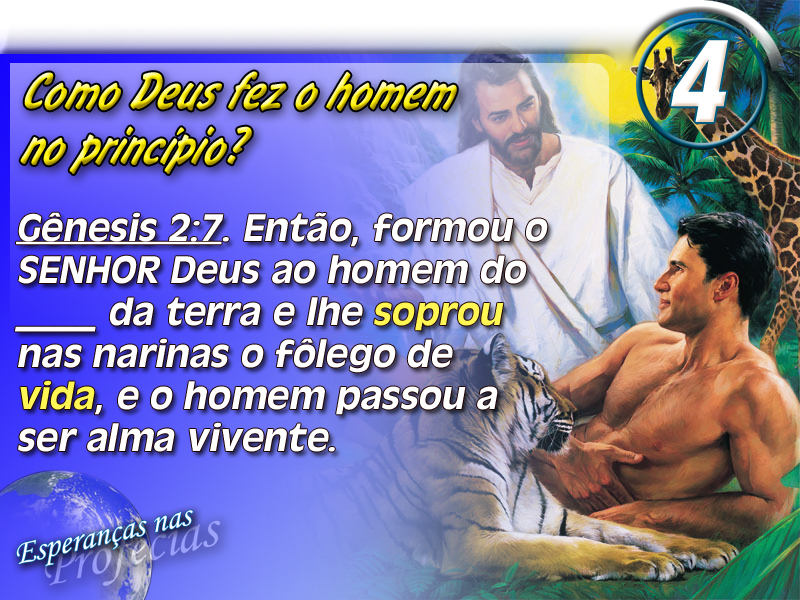 4
Como Deus fez o homem
no princípio?
Gênesis 2:7. Então, formou o
SENHOR Deus ao homem do
____ da terra e lhe soprou
nas narinas o fôlego de
vida, e o homem passou a
ser alma vivente.
Esperanças nas
Profecias